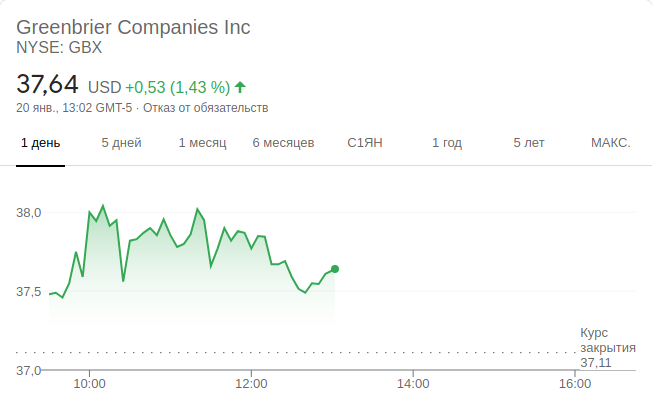 Greenbrier Companies Inc
NYSE: GBX
37,64 USD +0,53 (1,43 %)
20 янв., 13:02 GMT-5 · Отказ от обязательств
1 день 5 дней 1 месяц 6 месяцев С1ЯН 1 год 5 лет МАКС.
38,0
37,5
Курс
закрытия
37,11
37,0
10:00 12:00 14:00 16:00